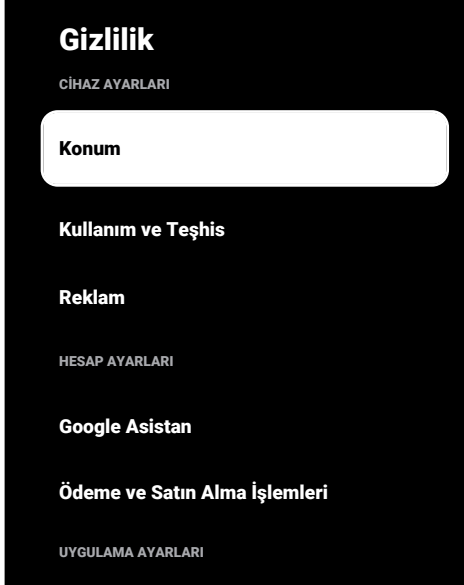 Gizlilik
CİHAZ AYARLARI
Konum
Kullanım ve Teşhis
Reklam
HESAP AYARLARI
Google Asistan
Ödeme ve Satın Alma İşlemleri
UYGULAMA AYARLARI